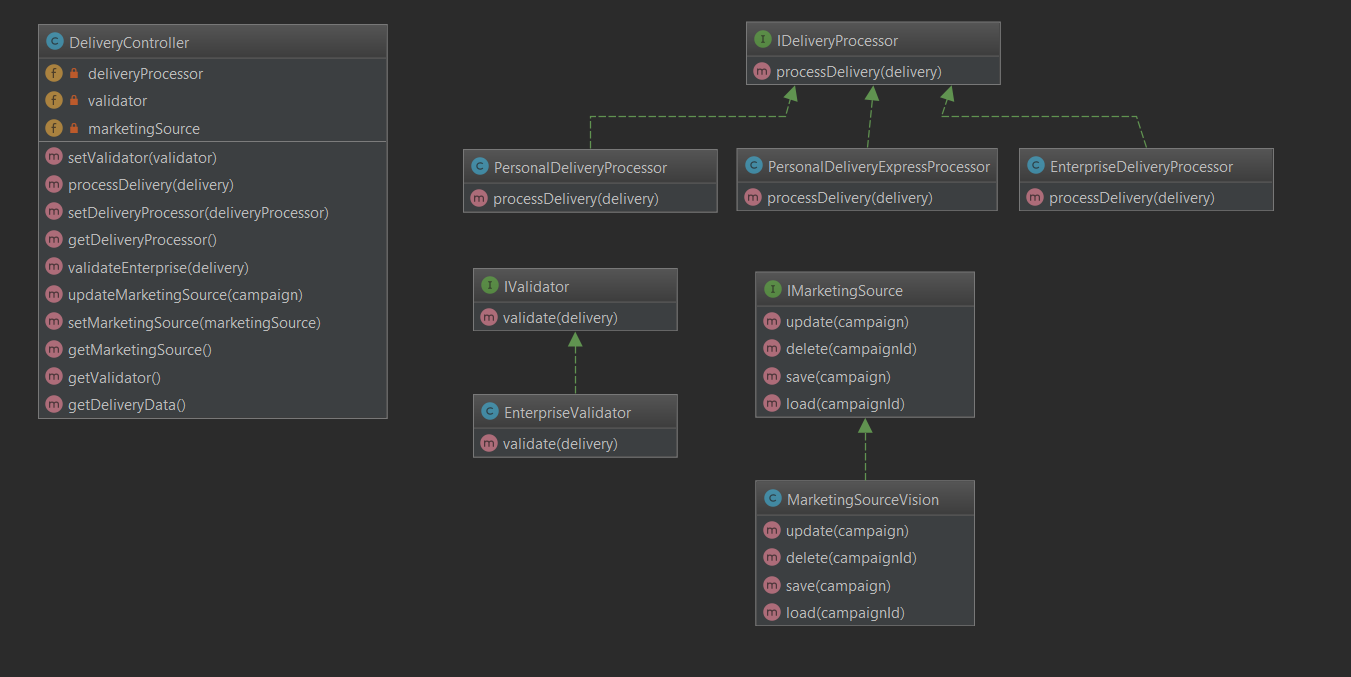 DeliveryController
deliveryProcessor
validator
marketingSource
setValidator(validator)
processDelivery(delivery)
setDeliveryProcessor(deliveryProcessor)
getDeliveryProcessor()
validateEnterprise(delivery)
updateMarketingSource(campaign)
setMarketingSource(marketingSource)
getMarketingSource()
getValidator()
getDeliveryData()
IDeliveryProcessor
processDelivery(delivery)
PersonalDeliveryProcessor
processDelivery(delivery)
PersonalDeliveryExpressProcessor
processDelivery(delivery)
EnterpriseDeliveryProcessor
processDelivery(delivery)
IValidator
validate(delivery)
EnterpriseValidator
validate(delivery)
IMarketingSource
update(campaign)
delete(campaignId)
save(campaign)
load(campaignId)
MarketingSourceVision
update(campaign)
delete(campaignId)
save(campaign)
load(campaignId)